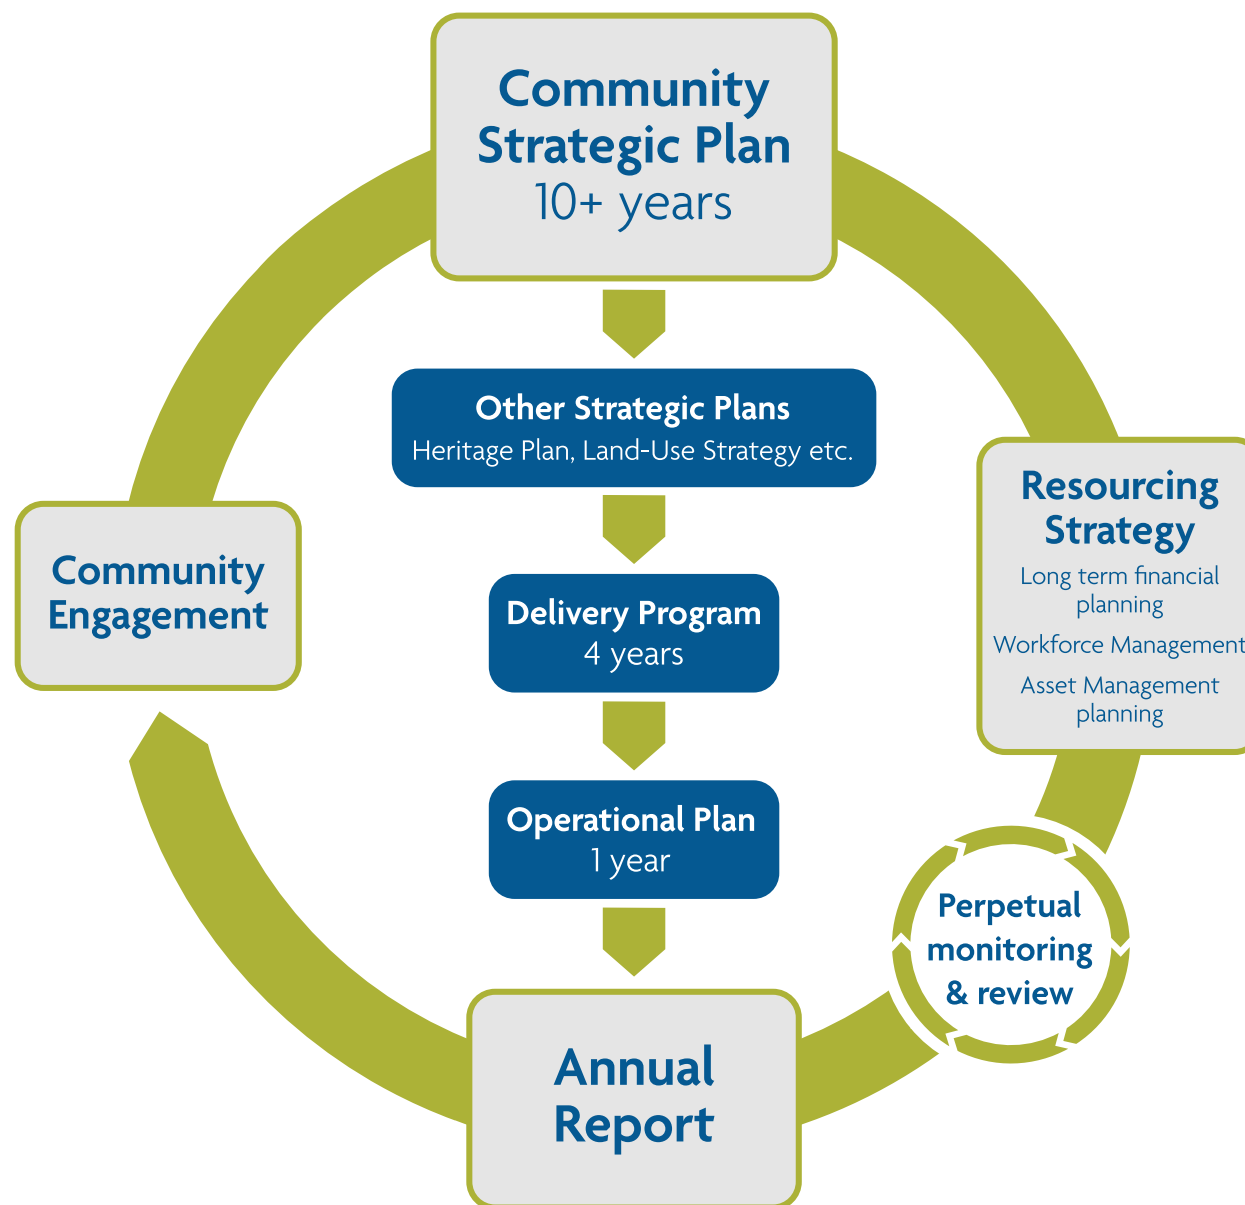 Community
Strategic Plan
10+ years
Other Strategic Plans
Heritage Plan, Land-Use Strategy etc.
Resourcing
Strategy
Long term financial
planning
Workforce Management
Asset Management
planning
Community
Engagement
Delivery Program
4 years
Operational Plan
1 year
Perpetual
monitoring
& review
Annual
Report